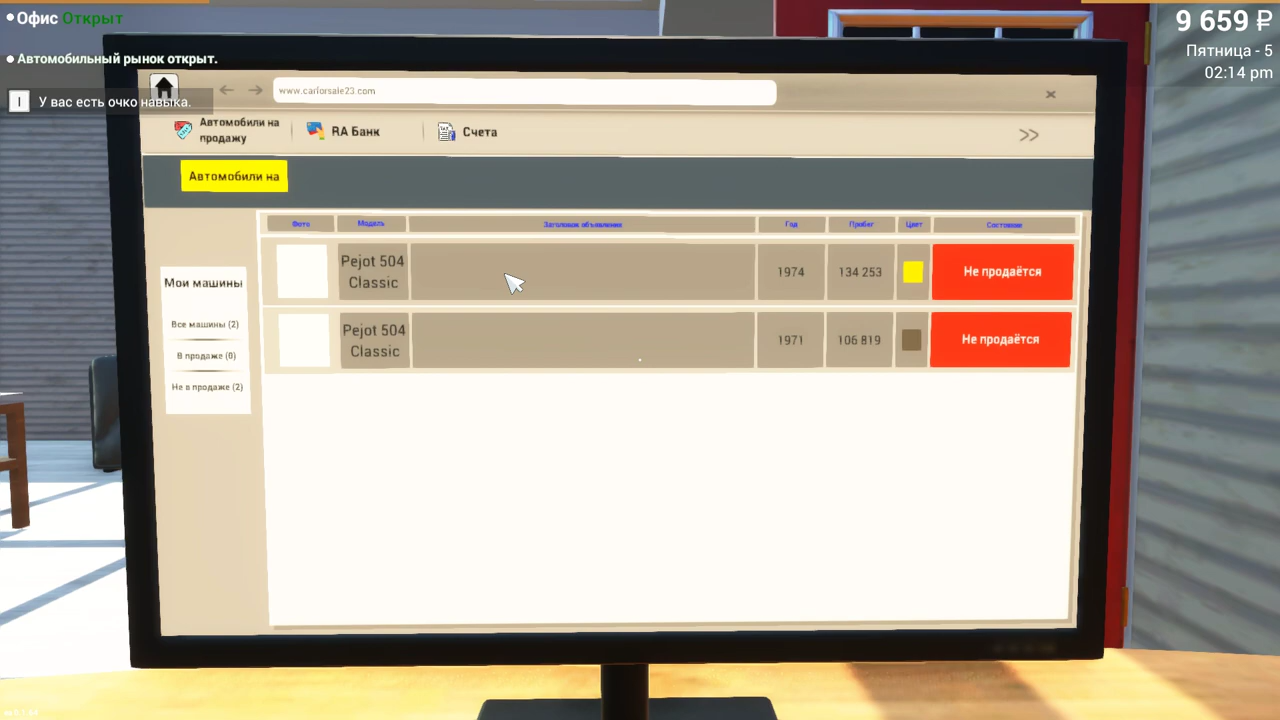 Офис Открыт
9 659 ₽
Автомобильный рынок открыт.
Пятница - 5
02:14 pm
I У вас есть очко навыка.
www.carforsale23.com
Автомобили на
продажу
RA Банк
Счета
>>
Автомобили на
Фото Модель Заголовок объявления Год Пробег Цвет Состояние
Pejot 504
Classic
1974 134 253 Не продаётся
Pejot 504
Classic
1971 106 819 Не продаётся
Мои машины
Все машины (2)
В продаже (0)
Не в продаже (2)